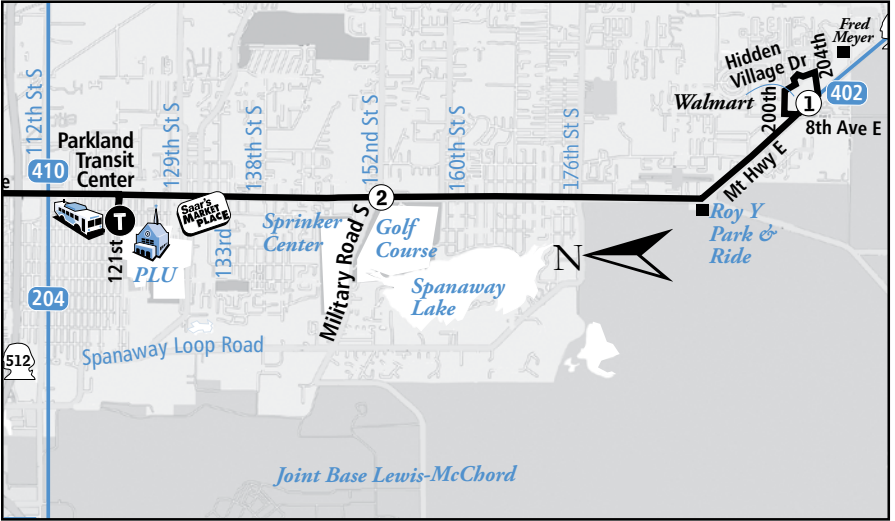 Fred
Meyer
Hidden
Village Dr
204th
Walmart
200th
1
402
8th Ave E
Mt Hwy E
112th St S
129th St S
138th St S
152nd St S
160th St S
176th St S
Parkland
Transit
Center
410
e
T
121st
PLU
Saar's
MARKET
PLACE
133rd
Sprinker
Center
2
Military Road S
Golf
Course
Spanaway
Lake
N
Roy Y
Park &
Ride
204
512
Spanaway Loop Road
Joint Base Lewis-McChord